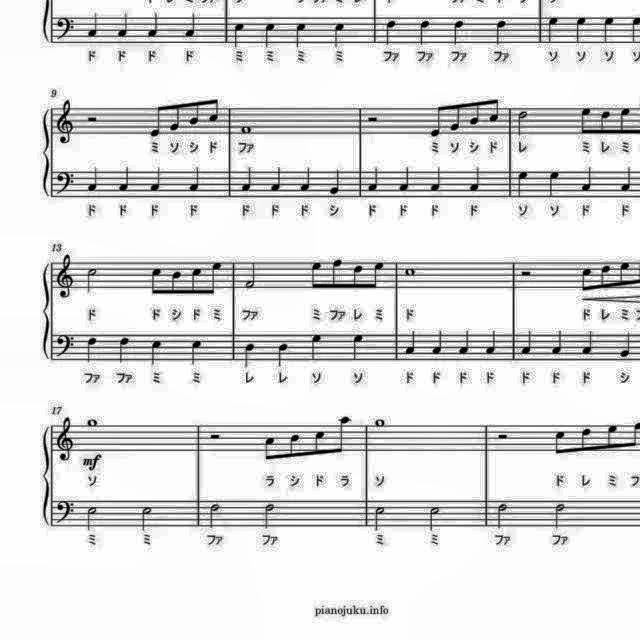 ド ド ド ド ミ ミ ミ ミ ファ ファ ファ ファ ソ ソ ソ ソ
9
ミ ソ シ ド ファ ミ ソ シ ド レ ミ レ ミ
ド ド ド ド ド ド ド シ ド ド ド ド ソ ソ ド ド
13
ド ド シ ド ミ ファ ミ ファ レ ミ ド ド レ ミ
ファ ファ ミ ミ レ レ ソ ソ ド ド ド ド ド ド ド シ
17
mf
ソ ラ シ ド ラ ソ ド レ ミ
ミ ミ ファ ファ ミ ミ ファ ファ
pianojuku.info